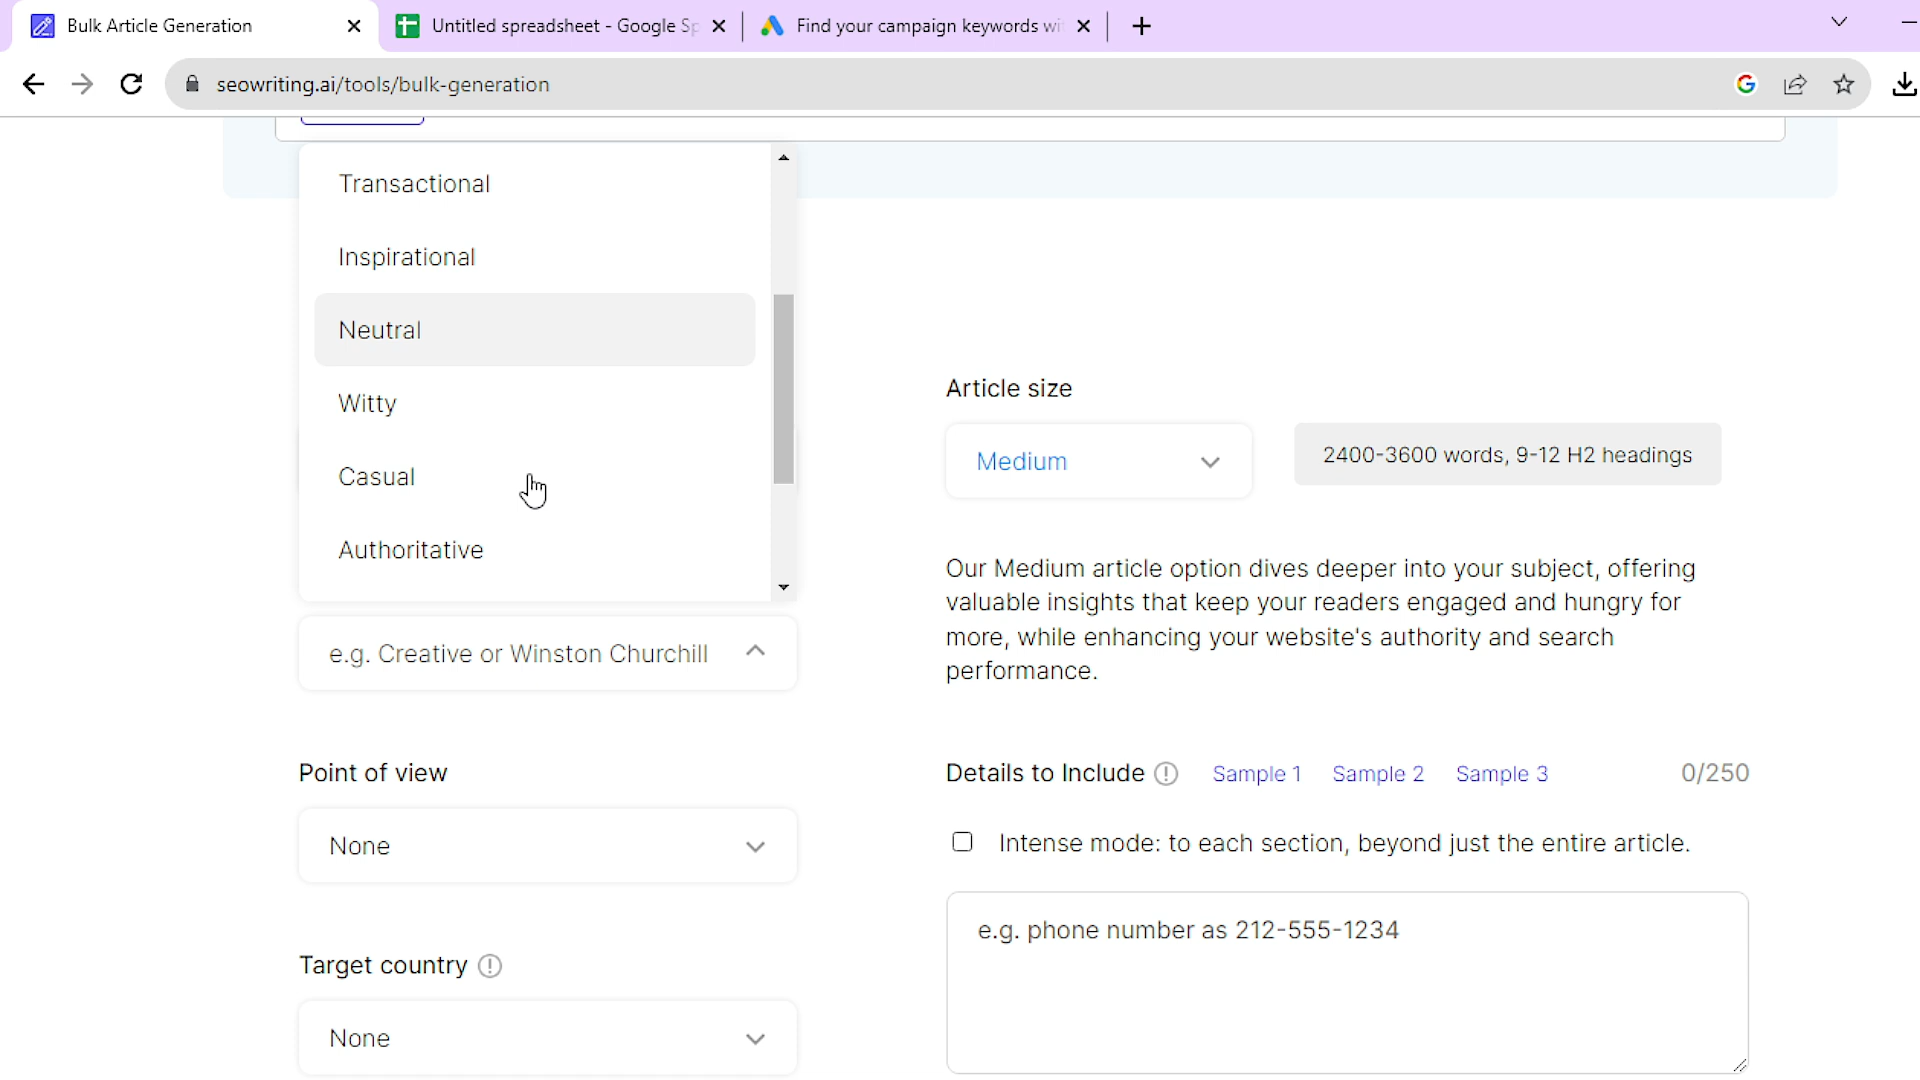 Bulk Article Generation
Untitled spreadsheet - Google Sp
Find your campaign keywords wi
seowriting.ai/tools/bulk-generation
Transactional
Inspirational
Neutral
Witty
Casual
Authoritative
e.g. Creative or Winston Churchill
Point of view
None
Target country
None
Article size
Medium
2400-3600 words, 9-12 H2 headings
Our Medium article option dives deeper into your subject, offering
valuable insights that keep your readers engaged and hungry for
more, while enhancing your website's authority and search
performance.
Details to Include Sample 1 Sample 2 Sample 3 0/250
Intense mode: to each section, beyond just the entire article.
e.g. phone number as 212-555-1234